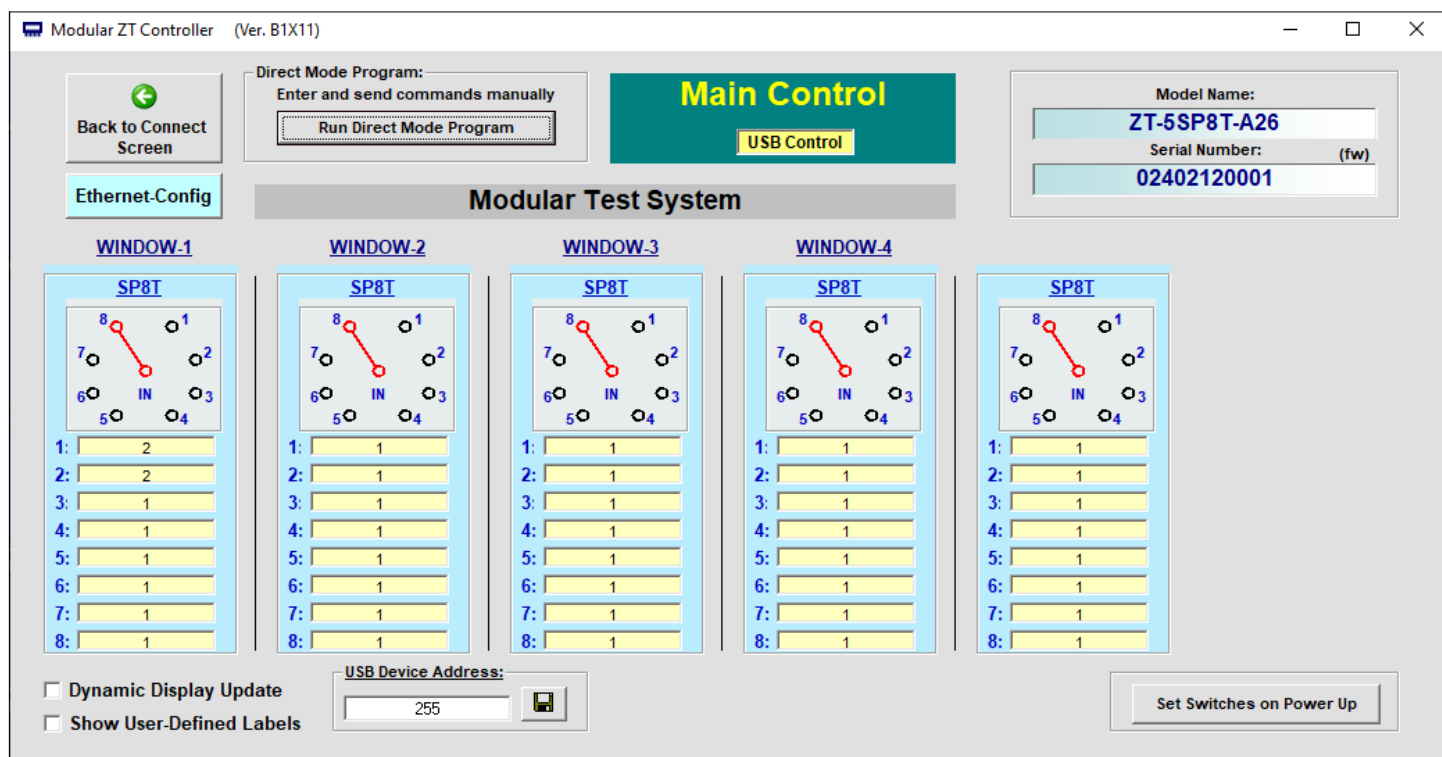 Modular ZT Controller (Ver. B1X11)
Back to Connect
Screen
Direct Mode Program:
Enter and send commands manually
Run Direct Mode Program
Main Control
USB Control
Model Name:
ZT-5SP8T-A26
Serial Number: (fw)
02402120001
Ethernet-Config
Modular Test System
WINDOW-1 WINDOW-2 WINDOW-3 WINDOW-4
SP8T SP8T SP8T SP8T SP8T
8 1 8 1 8 1 8 1 8 1
7 2 7 2 7 2 7 2 7 2
6 IN 3 6 IN 3 6 IN 3 6 IN 3 6 IN 3
5 4 5 4 5 4 5 4 5 4
1: 2 1: 1 1: 1 1: 1 1: 1
2: 2 2: 1 2: 1 2: 1 2: 1
3: 1 3: 1 3: 1 3: 1 3: 1
4: 1 4: 1 4: 1 4: 1 4: 1
5: 1 5: 1 5: 1 5: 1 5: 1
6: 1 6: 1 6: 1 6: 1 6: 1
7: 1 7: 1 7: 1 7: 1 7: 1
8: 1 8: 1 8: 1 8: 1 8: 1
Dynamic Display Update
Show User-Defined Labels
USB Device Address:
255
Set Switches on Power Up